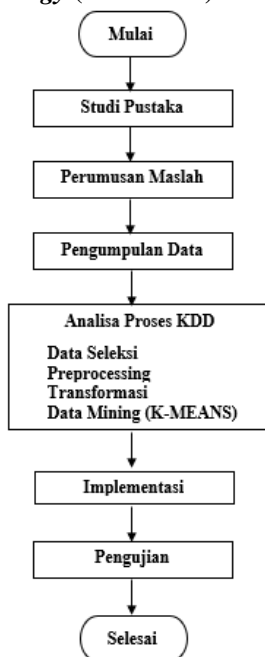 Mulai
Studi Pustaka
Perumusan Maslah
Pengumpulan Data
Analisa Proses KDD
Data Seleksi
Preprocessing
Transformasi
Data Mining (K-MEANS)
Implementasi
Pengujian
Selesai